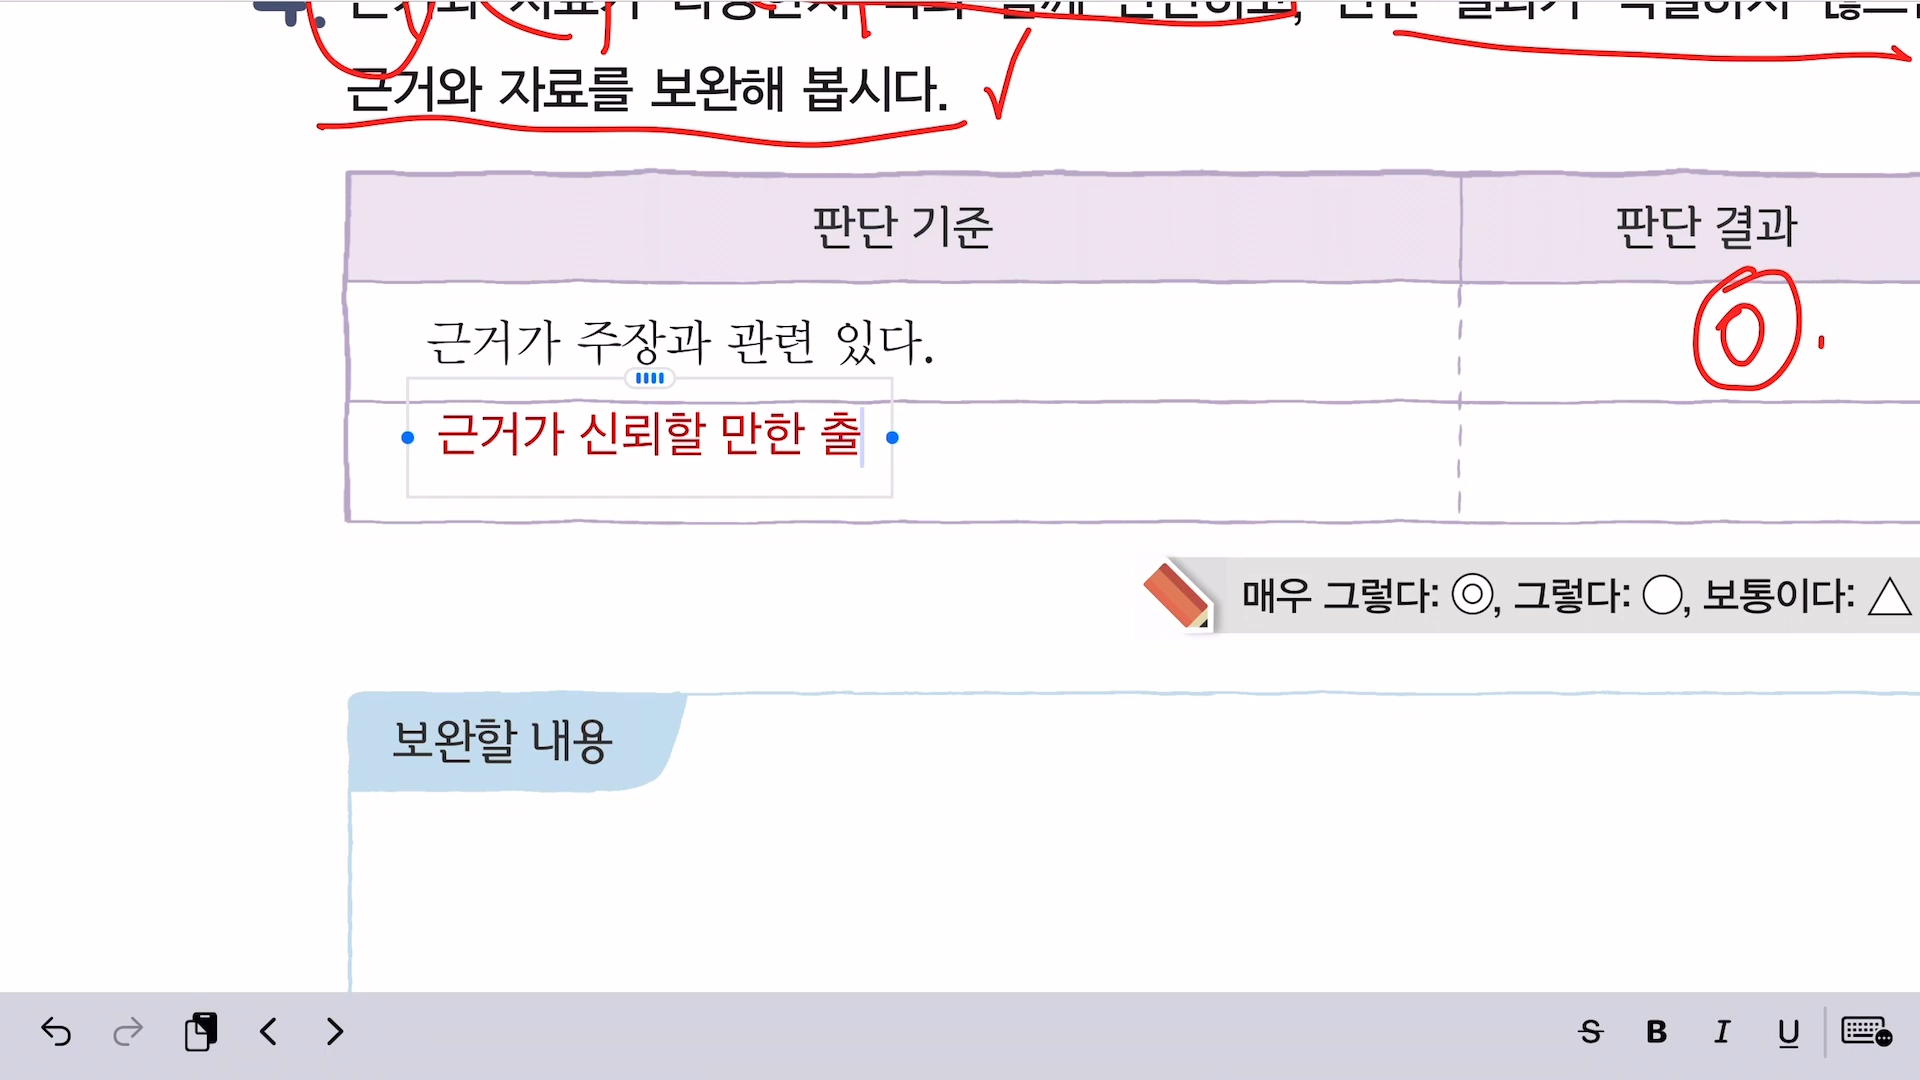 근거와 자료를 보완해 봅시다.
판단 기준
판단 결과
근거가 주장과 관련 있다.
근거가 신뢰할 만한 출
매우 그렇다: ◎, 그렇다: ○, 보통이다: △
보완할 내용
S B I U